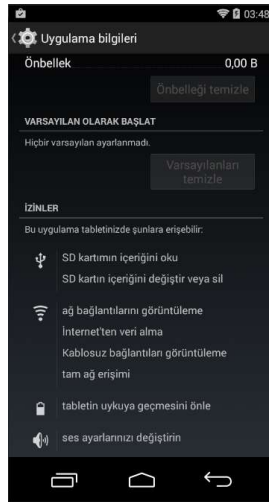 03:48
Uygulama bilgileri
Önbellek 0,00 B
Önbelleği temizle
VARSAYILAN OLARAK BAŞLAT
Hiçbir varsayılan ayarlanmadı.
Varsayılanları
temizle
İZİNLER
Bu uygulama tabletinizde şunlara erişebilir:
SD kartımın içeriğini oku
SD kartın içeriğini değiştir veya sil
ağ bağlantılarını görüntüleme
İnternet'ten veri alma
Kablosuz bağlantıları görüntüleme
tam ağ erişimi
tabletin uykuya geçmesini önle
ses ayarlarınızı değiştirin